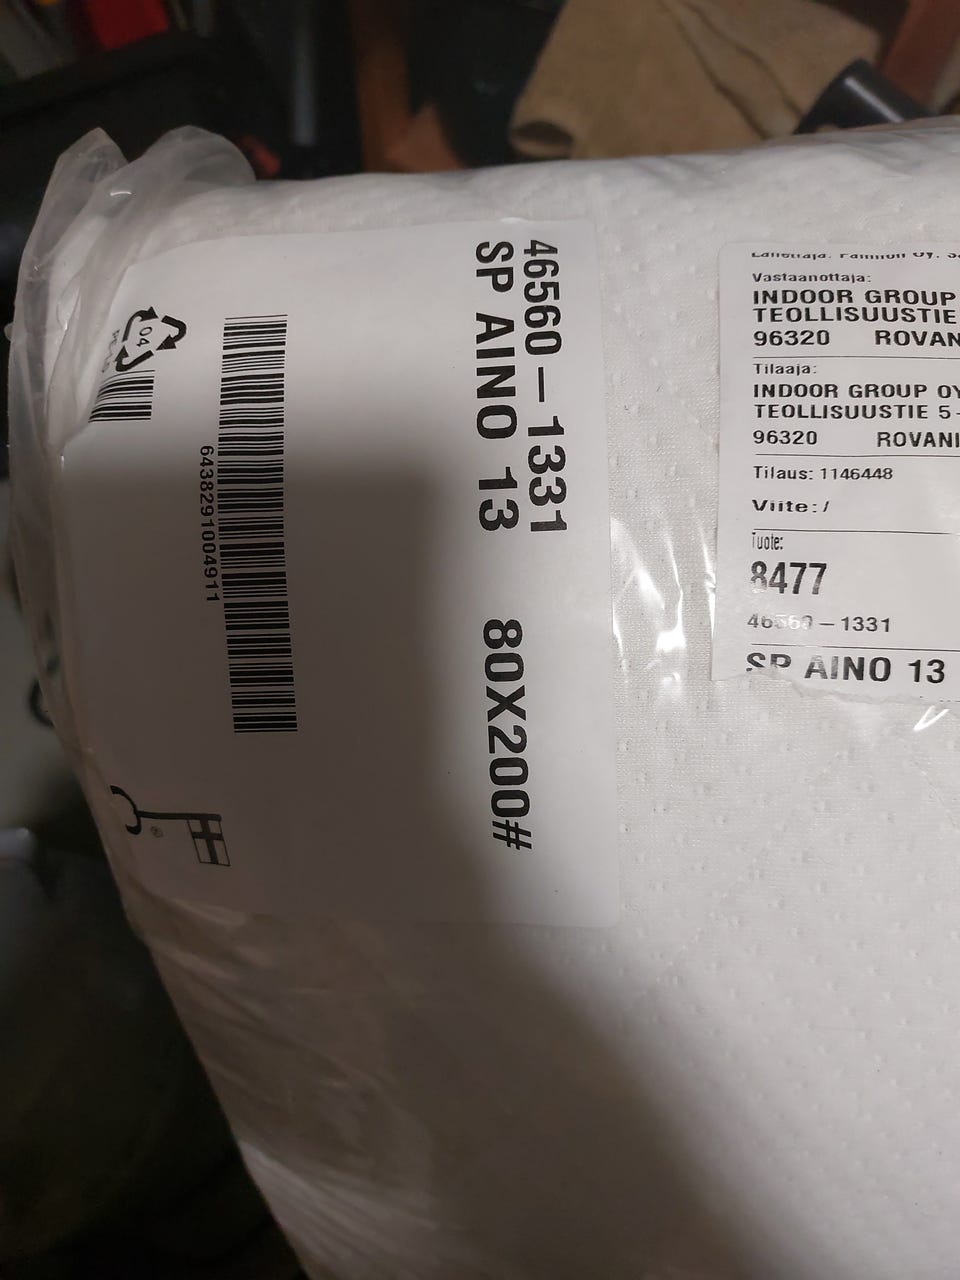 46560-1331
SP AINO 13 80X200#
6438291004911
04
Vastaanottaja:
INDOOR GROUP
TEOLLISUUSTIE
96320 ROVAN
Tilaaja:
INDOOR GROUP OY
TEOLLISUUSTIE 5-
96320 ROVANI
Tilaus: 1146448
Viite: /
Tuote:
8477
46560-1331
SP AINO 13